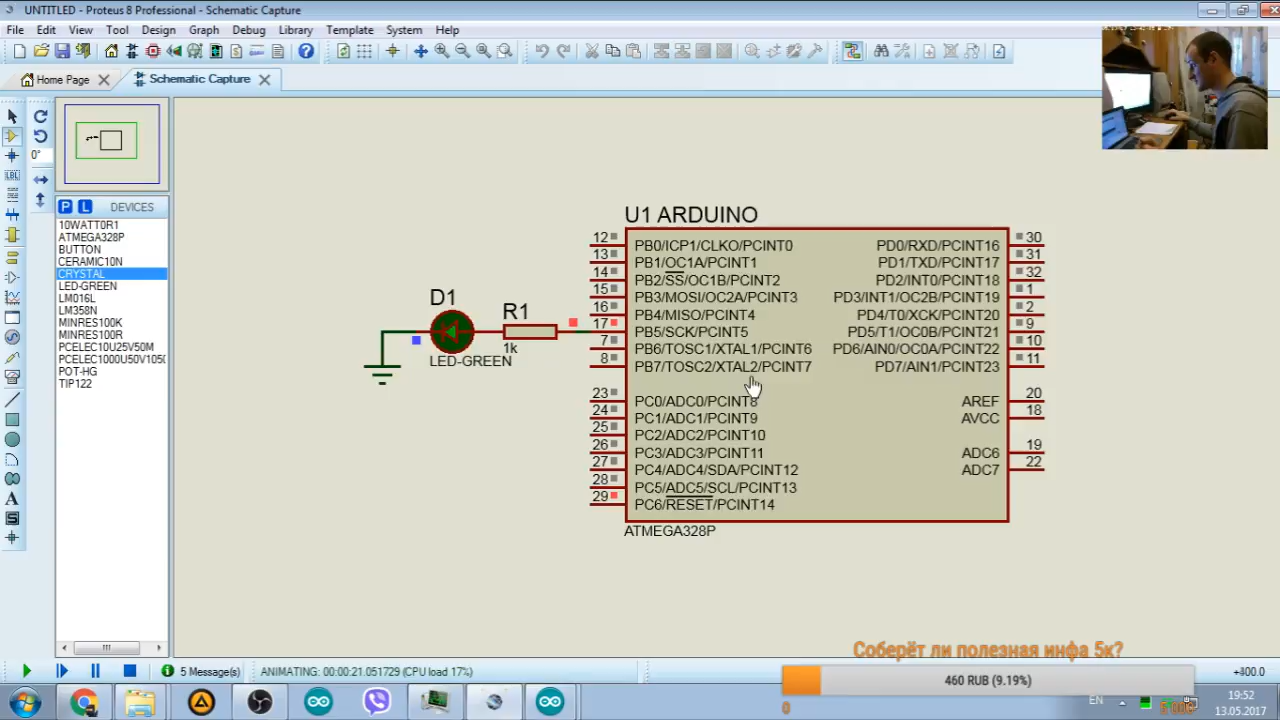 UNTITLED - Proteus 8 Professional - Schematic Capture
File Edit View Tool Design Graph Debug Library Template System Help
Home Page Schematic Capture
0°
P L DEVICES
10WATT0R1
ATMEGA328P
BUTTON
CERAMIC10N
CRYSTAL
LED-GREEN
LM016L
LM358N
MINRES100K
MINRES100R
PCELEC10U25V50M
PCELEC1000U50V105C
POT-HG
TIP122
U1 ARDUINO
12 PB0/ICP1/CLKO/PCINT0 PD0/RXD/PCINT16 30
13 PB1/OC1A/PCINT1 PD1/TXD/PCINT17 31
14 PB2/SS/OC1B/PCINT2 PD2/INT0/PCINT18 32
15 PB3/MOSI/OC2A/PCINT3 PD3/INT1/OC2B/PCINT19 1
16 PB4/MISO/PCINT4 PD4/T0/XCK/PCINT20 2
17 PB5/SCK/PCINT5 PD5/T1/OC0B/PCINT21 9
7 PB6/TOSC1/XTAL1/PCINT6 PD6/AIN0/OC0A/PCINT22 10
8 PB7/TOSC2/XTAL2/PCINT7 PD7/AIN1/PCINT23 11
23 PC0/ADC0/PCINT8 AREF 20
24 PC1/ADC1/PCINT9 AVCC 18
25 PC2/ADC2/PCINT10
26 PC3/ADC3/PCINT11 ADC6 19
27 PC4/ADC4/SDA/PCINT12 ADC7 22
28 PC5/ADC5/SCL/PCINT13
29 PC6/RESET/PCINT14
ATMEGA328P
D1
LED-GREEN
R1
1k
Соберёт ли полезная инфа 5к?
460 RUB (9.19%)
0
5 Message(s) ANIMATING: 00:00:21.051729 (CPU load 17%)
EN
19:52
13.05.2017